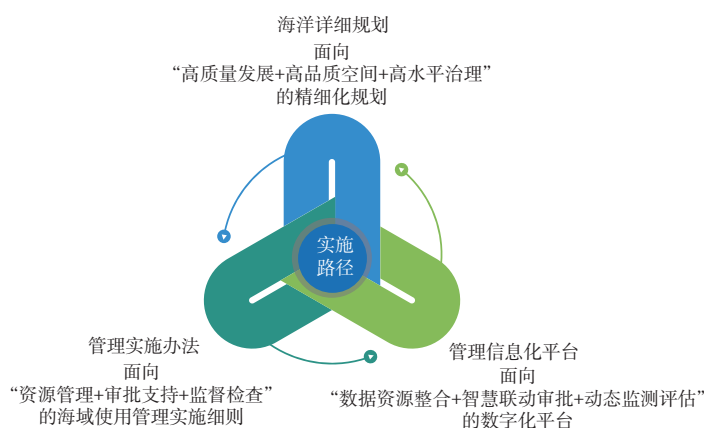 海洋详细规划
面向
“高质量发展+高品质空间+高水平治理”
的精细化规划
实施
路径
管理实施办法
面向
“资源管理+审批支持+监督检查”
的海域使用管理实施细则
管理信息化平台
面向
“数据资源整合+智慧联动审批+动态监测评估”
的数字化平台